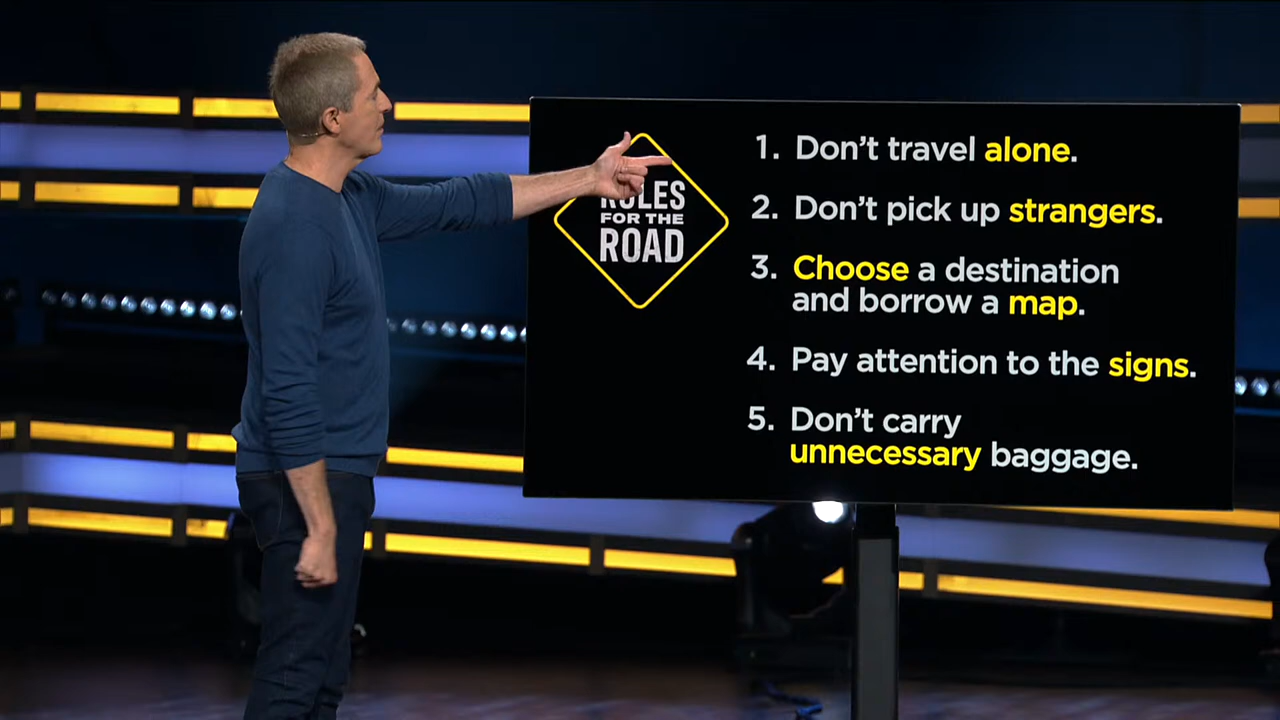 RULES
FOR THE
ROAD
1. Don't travel alone.
2. Don't pick up strangers.
3. Choose a destination
and borrow a map.
4. Pay attention to the signs.
5. Don't carry
unnecessary baggage.